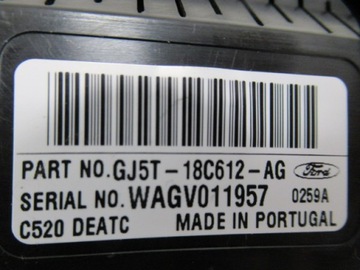 PART NO.GJ5T-18C612-AG Ford
SERIAL NO.WAGV011957 0259A
C520 DEATC MADE IN PORTUGAL